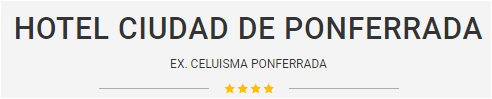 HOTEL CIUDAD DE PONFERRADA
EX. CELUISMA PONFERRADA